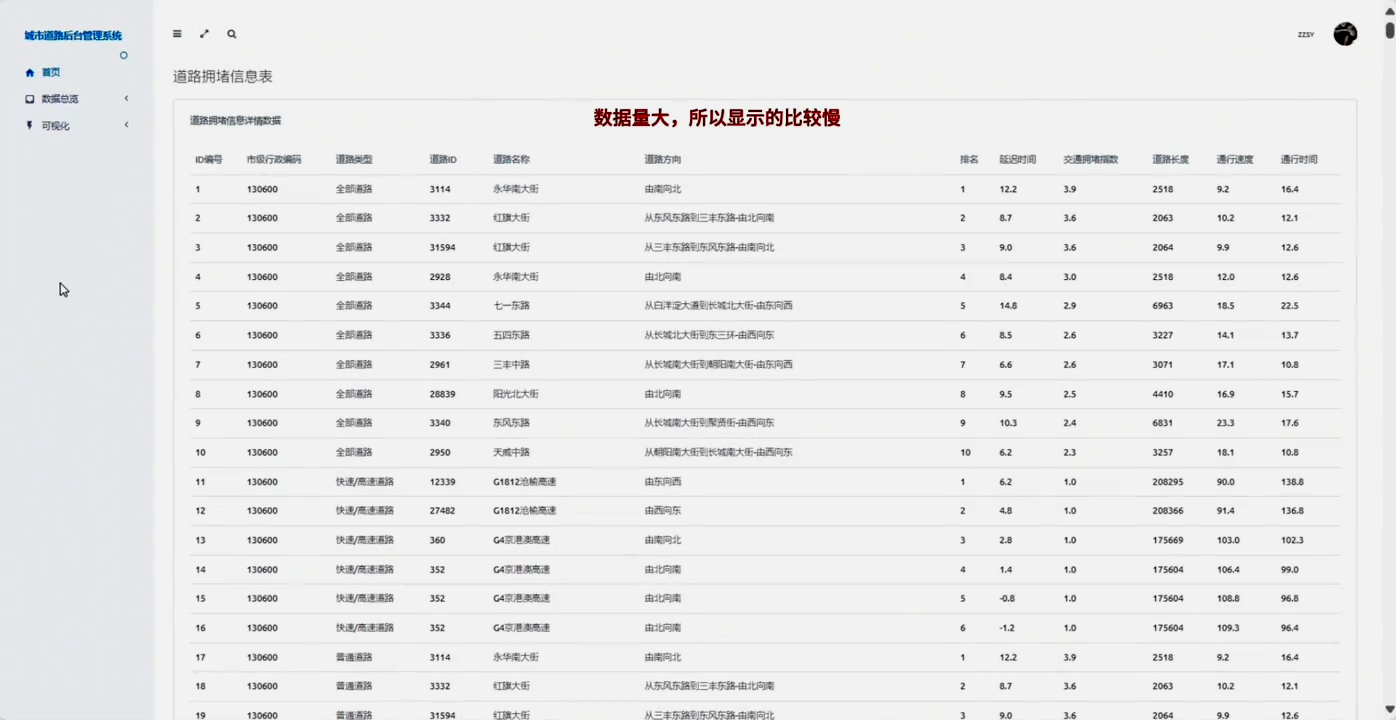 城市道路后台管理系统
zzsy
首页
数据总览
可视化
道路拥堵信息表
道路拥堵信息详情数据
数据量大，所以显示的比较慢
ID编号 市级行政编码 道路类型 道路ID 道路名称 道路方向 排名 延迟时间 交通拥堵指数 道路长度 通行速度 通行时间
1 130600 全部道路 3114 永华南大街 由南向北 1 12.2 3.9 2518 9.2 16.4
2 130600 全部道路 3332 红旗大街 从东风东路到三丰东路-由北向南 2 8.7 3.6 2063 10.2 12.1
3 130600 全部道路 31594 红旗大街 从三丰东路到东风东路-由南向北 3 9.0 3.6 2064 9.9 12.6
4 130600 全部道路 2928 永华南大街 由北向南 4 8.4 3.0 2518 12.0 12.6
5 130600 全部道路 3344 七一东路 从白洋淀大道到长城北大街-由东向西 5 14.8 2.9 6963 18.5 22.5
6 130600 全部道路 3336 五四东路 从长城北大街到东三环-由西向东 6 8.5 2.6 3227 14.1 13.7
7 130600 全部道路 2961 三丰中路 从长城南大街到朝阳南大街-由东向西 7 6.6 2.6 3071 17.1 10.8
8 130600 全部道路 28839 阳光北大街 由北向南 8 9.5 2.5 4410 16.9 15.7
9 130600 全部道路 3340 东风东路 从长城南大街到聚贤街-由西向东 9 10.3 2.4 6831 23.3 17.6
10 130600 全部道路 2950 天威中路 从朝阳南大街到长城南大街-由西向东 10 6.2 2.3 3257 18.1 10.8
11 130600 快速/高速道路 12339 G1812沧榆高速 由东向西 1 6.2 1.0 208295 90.0 138.8
12 130600 快速/高速道路 27482 G1812沧榆高速 由西向东 2 4.8 1.0 208366 91.4 136.8
13 130600 快速/高速道路 360 G4京港澳高速 由南向北 3 2.8 1.0 175669 103.0 102.3
14 130600 快速/高速道路 352 G4京港澳高速 由北向南 4 1.4 1.0 175604 106.4 99.0
15 130600 快速/高速道路 352 G4京港澳高速 由北向南 5 -0.8 1.0 175604 108.8 96.8
16 130600 快速/高速道路 352 G4京港澳高速 由北向南 6 -1.2 1.0 175604 109.3 96.4
17 130600 普通道路 3114 永华南大街 由南向北 1 12.2 3.9 2518 9.2 16.4
18 130600 普通道路 3332 红旗大街 从东风东路到三丰东路-由北向南 2 8.7 3.6 2063 10.2 12.1
19 130600 普通道路 31594 红旗大街 从三丰东路到东风东路-由南向北 3 9.0 3.6 2064 9.9 12.6